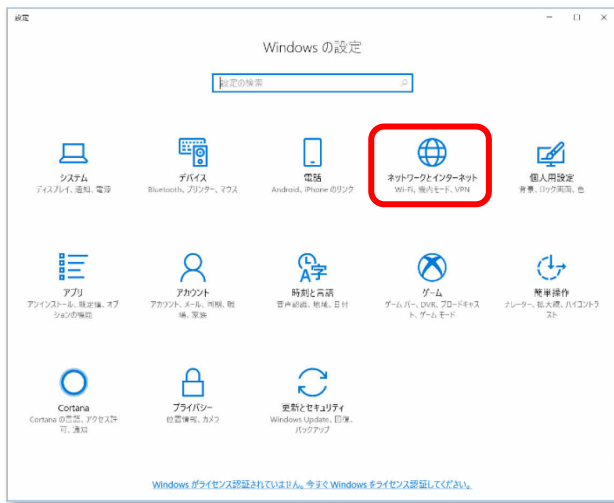 設定
Windows の設定
設定の検索
システム
ディスプレイ、通知、電源
デバイス
Bluetooth、プリンター、マウス
電話
Android、iPhone のリンク
ネットワークとインターネット
Wi-Fi、機内モード、VPN
個人用設定
背景、ロック画面、色
アプリ
アンインストール、既定値、オプ
ションの機能
アカウント
アカウント、メール、同期、職
場、家族
時刻と言語
音声認識、地域、日付
ゲーム
ゲーム バー、DVR、ブロードキャス
ト、ゲーム モード
簡単操作
ナレーター、拡大鏡、ハイコントラ
スト
Cortana
Cortana の言語、アクセス許
可、通知
プライバシー
位置情報、カメラ
更新とセキュリティ
Windows Update、回復、
バックアップ
Windows がライセンス認証されていません。今すぐ Windows をライセンス認証してください。